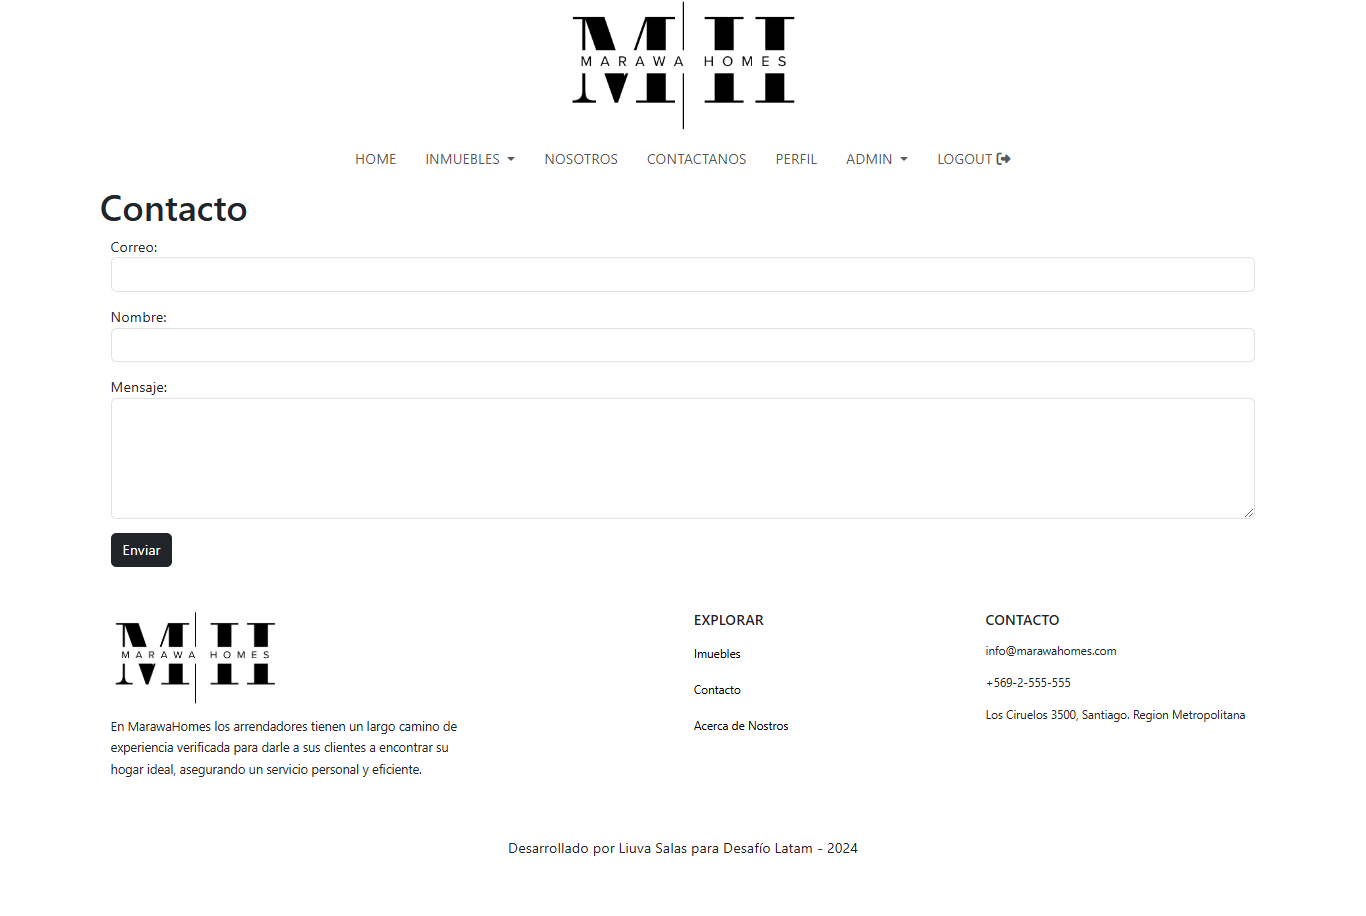 MH
MARAWA HOMES
HOME INMUEBLES NOSOTROS CONTACTANOS PERFIL ADMIN LOGOUT
Contacto
Correo:
Nombre:
Mensaje:
Enviar
MH
MARAWA HOMES
En MarawaHomes los arrendadores tienen un largo camino de
experiencia verificada para darle a sus clientes a encontrar su
hogar ideal, asegurando un servicio personal y eficiente.
EXPLORAR
Imuebles
Contacto
Acerca de Nostros
CONTACTO
info@marawahomes.com
+569-2-555-555
Los Ciruelos 3500, Santiago. Region Metropolitana
Desarrollado por Liuva Salas para Desafío Latam - 2024